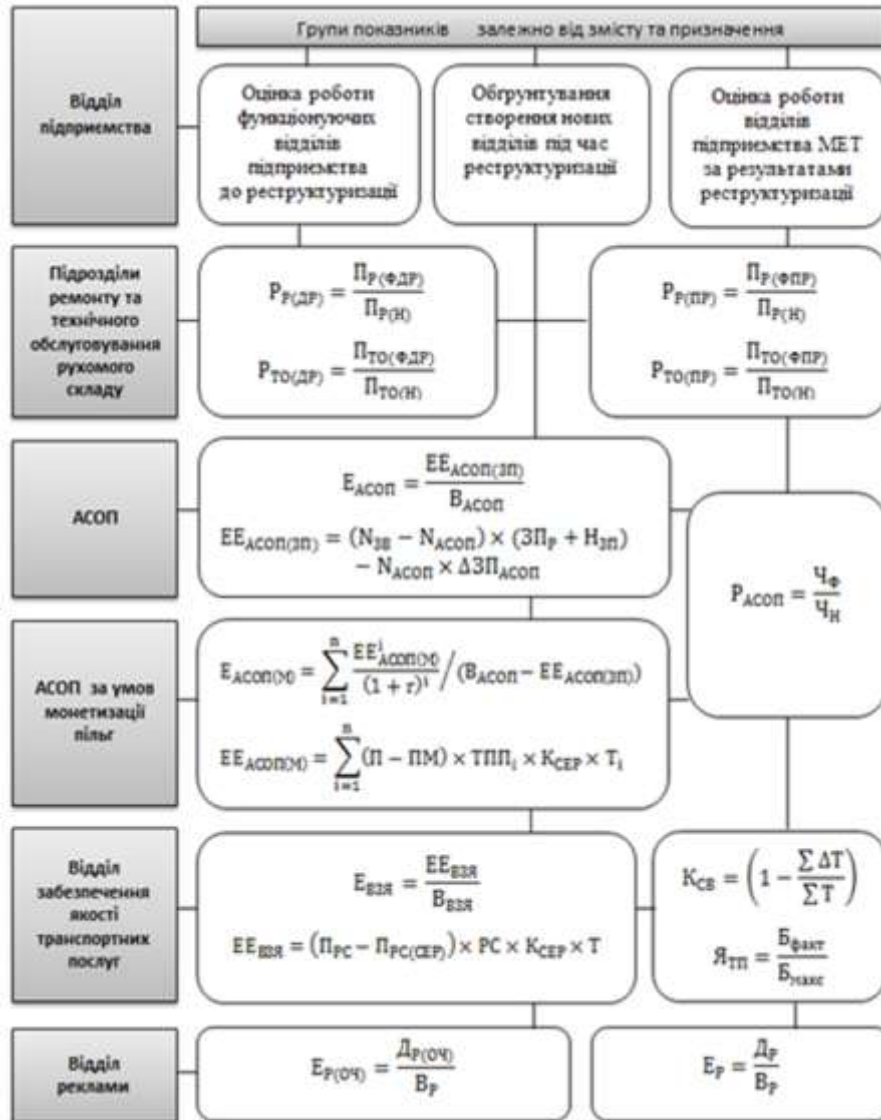 Групи показників залежно від змісту та призначення
Відділ
підприємства
Оцінка роботи
функціонуючих
відділів
підприємства
до реструктуризації
Обгрунтування
створення нових
відділів під час
реструктуризації
Оцінка роботи
відділів
підприємства МЕТ
за результатами
реструктуризації
Підрозділи
ремонту та
технічного
обслуговування
рухомого
складу
Р_Р(ДР) = П_Р(ФДР) / П_Р(Н)
Р_ТО(ДР) = П_ТО(ФДР) / П_ТО(Н)
Р_Р(ПР) = П_Р(ФПР) / П_Р(Н)
Р_ТО(ПР) = П_ТО(ФПР) / П_ТО(Н)
АСОП
Е_АСОП = ЕЕ_АСОП(ЗП) / В_АСОП
ЕЕ_АСОП(ЗП) = (N_ЗВ − N_АСОП) × (ЗП_Р + Н_ЗП)
− N_АСОП × ΔЗП_АСОП
Р_АСОП = Ч_Ф / Ч_Н
АСОП за умов
монетизації
пільг
Е_АСОП(М) = ∑_{i=1}^{n} ЕЕ^i_АСОП(М) / (1 + r)^i / (В_АСОП − ЕЕ_АСОП(ЗП))
ЕЕ_АСОП(М) = ∑_{i=1}^{n} (П − ПМ) × ТПП_i × К_СЕР × Т_i
Відділ
забезпечення
якості
транспортних
послуг
Е_ВЗЯ = ЕЕ_ВЗЯ / В_ВЗЯ
ЕЕ_ВЗЯ = (П_РС − П_РС(СЕР)) × РС × К_СЕР × Т
К_СВ = (1 − ∑ ΔТ / ∑ Т)
Я_ТП = Б_факт / Б_макс
Відділ
реклами
Е_Р(ОЧ) = Д_Р(ОЧ) / В_Р
Е_Р = Д_Р / В_Р